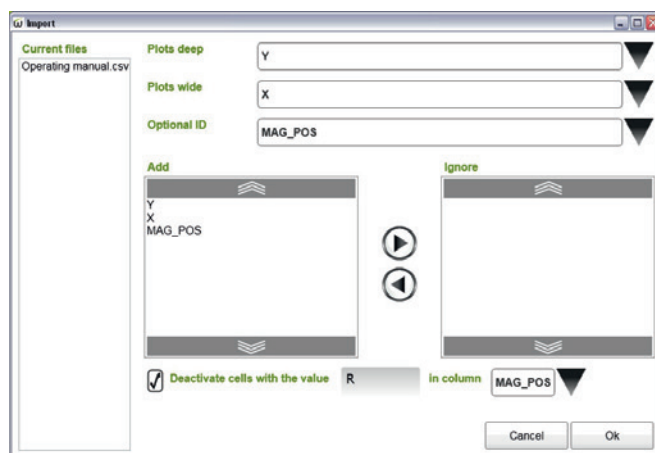 Import
Current files
Operating manual.csv
Plots deep
Y
Plots wide
X
Optional ID
MAG_POS
Add
Y
X
MAG_POS
Ignore
Deactivate cells with the value R in column MAG_POS
Cancel Ok